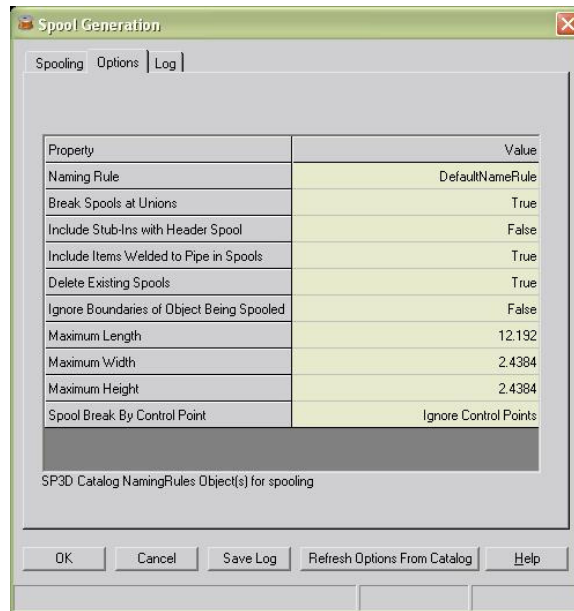 Spool Generation
Spooling Options Log
Property Value
Naming Rule DefaultNameRule
Break Spools at Unions True
Include Stub-Ins with Header Spool False
Include Items Welded to Pipe in Spools True
Delete Existing Spools True
Ignore Boundaries of Object Being Spooled False
Maximum Length 12.192
Maximum Width 2.4384
Maximum Height 2.4384
Spool Break By Control Point Ignore Control Points
SP3D Catalog NamingRules Object(s) for spooling
OK Cancel Save Log Refresh Options From Catalog Help